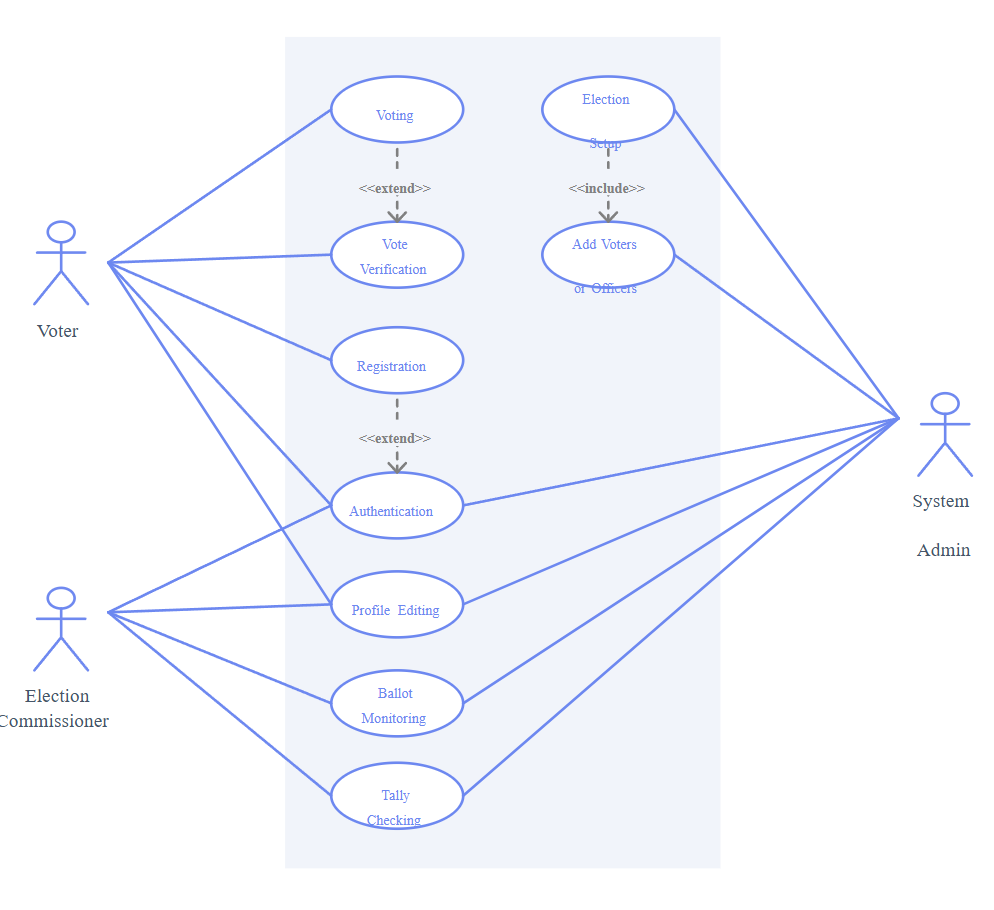 Voting
Election
Setup
<<extend>>
<<include>>
Vote
Verification
Add Voters
or Officers
Voter
Registration
<<extend>>
Authentication
System
Admin
Profile Editing
Election
Commissioner
Ballot
Monitoring
Tally
Checking